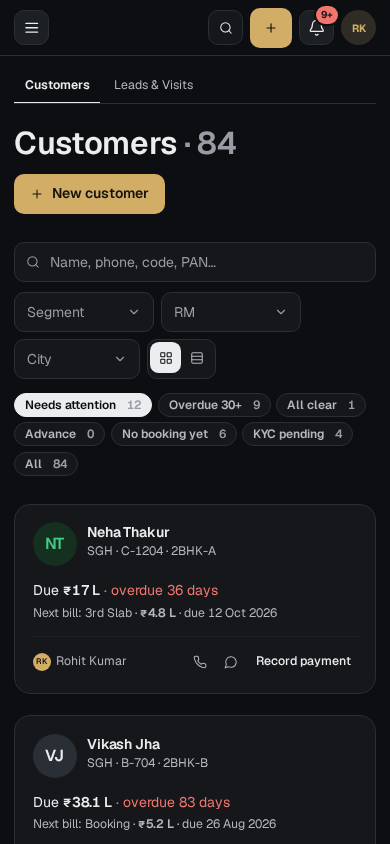 9+
RK
Customers Leads & Visits
Customers · 84
+ New customer
Name, phone, code, PAN...
Segment RM
City
Needs attention 12 Overdue 30+ 9 All clear 1
Advance 0 No booking yet 6 KYC pending 4
All 84
NT Neha Thakur
SGH · C-1204 · 2BHK-A
Due ₹17 L · overdue 36 days
Next bill: 3rd Slab · ₹4.8 L · due 12 Oct 2026
RK Rohit Kumar Record payment
VJ Vikash Jha
SGH · B-704 · 2BHK-B
Due ₹38.1 L · overdue 83 days
Next bill: Booking · ₹5.2 L · due 26 Aug 2026